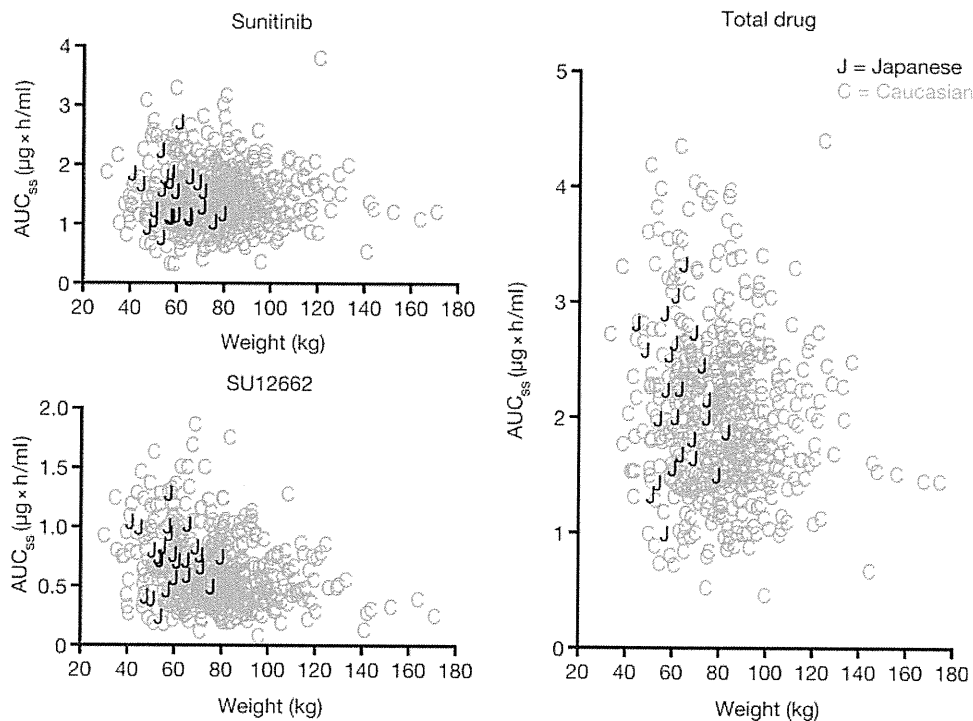 Sunitinib
AUCss (µg × h/ml)
4
3
2
1
0
20 40 60 80 100 120 140 160 180
Weight (kg)
SU12662
AUCss (µg × h/ml)
2.0
1.5
1.0
0.5
0
20 40 60 80 100 120 140 160 180
Weight (kg)
Total drug
J = Japanese
C = Caucasian
AUCss (µg × h/ml)
5
4
3
2
1
0
20 40 60 80 100 120 140 160 180
Weight (kg)